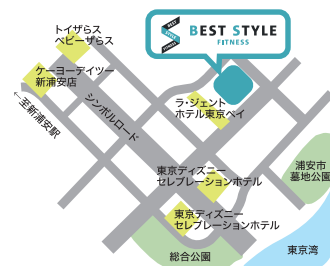 トイザらス
ベビーザらス
BEST STYLE
FITNESS
ケーヨーデイツー
新浦安店
←至新浦安駅
シンボルロード
ラ・ジェント
ホテル東京ベイ
東京ディズニー
セレブレーションホテル
浦安市
墓地公園
東京ディズニー
セレブレーションホテル
総合公園
東京湾